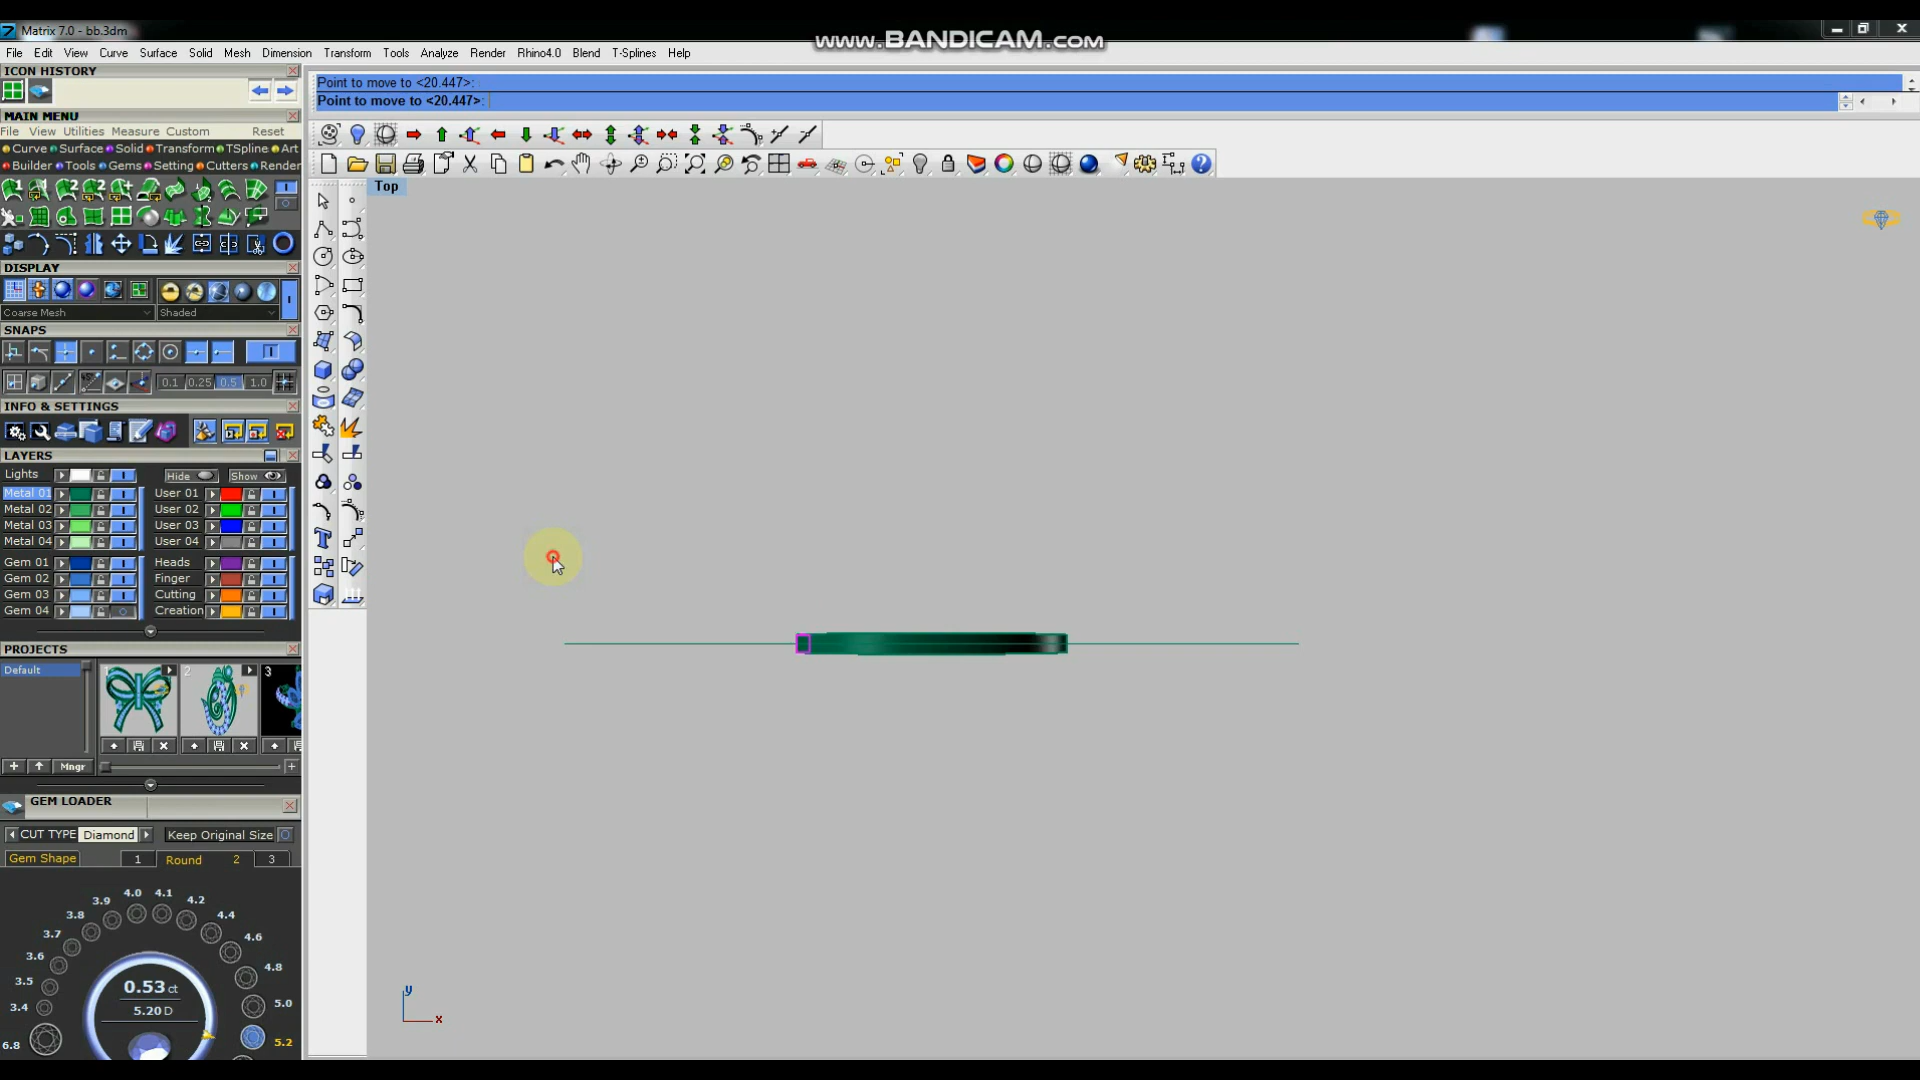 Matrix 7.0 - bb.3dm
www.BANDICAM.com
File Edit View Curve Surface Solid Mesh Dimension Transform Tools Analyze Render Rhino4.0 Blend T-Splines Help
ICON HISTORY
Point to move to <20.447>:
Point to move to <20.447>:
MAIN MENU
File View Utilities Measure Custom Reset
Curve Surface Solid Transform TSpline Art
Builder Tools Gems Setting Cutters Render
Top
DISPLAY
Coarse Mesh Shaded
SNAPS
0.1 0.25 0.5 1.0
INFO & SETTINGS
LAYERS
Lights Hide Show
Metal 01 User 01
Metal 02 User 02
Metal 03 User 03
Metal 04 User 04
Gem 01 Heads
Gem 02 Finger
Gem 03 Cutting
Gem 04 Creation
PROJECTS
Default 1 2 3
Mngr
GEM LOADER
CUT TYPE Diamond Keep Original Size
Gem Shape 1 Round 2 3
4.0 4.1
3.9 4.2
3.8 4.4
3.7 4.6
3.6 4.8
3.5
3.4 5.0
0.53 ct
5.20 D
6.8 5.2
y
x